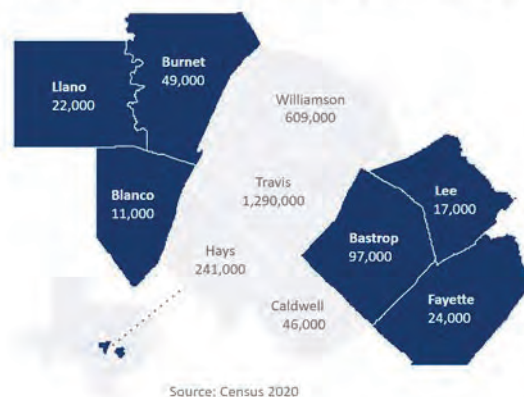 Burnet
49,000
Llano
22,000
Williamson
609,000
Blanco
11,000
Travis
1,290,000
Lee
17,000
Hays
241,000
Bastrop
97,000
Caldwell
46,000
Fayette
24,000
Source: Census 2020